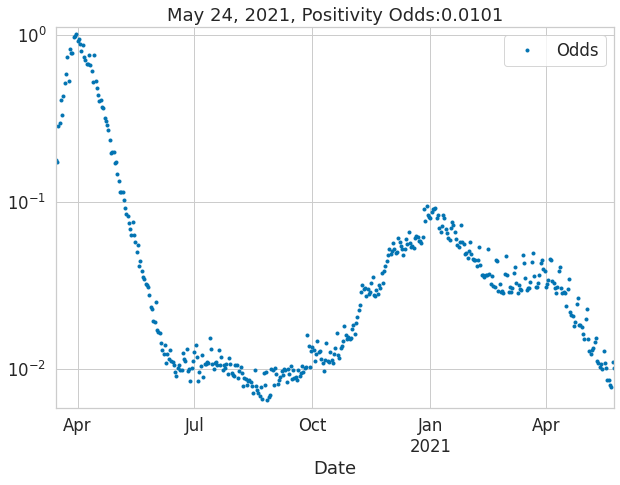 May 24, 2021, Positivity Odds:0.0101
10⁰
Odds
10⁻¹
10⁻²
Apr
Jul
Oct
Jan
2021
Apr
Date